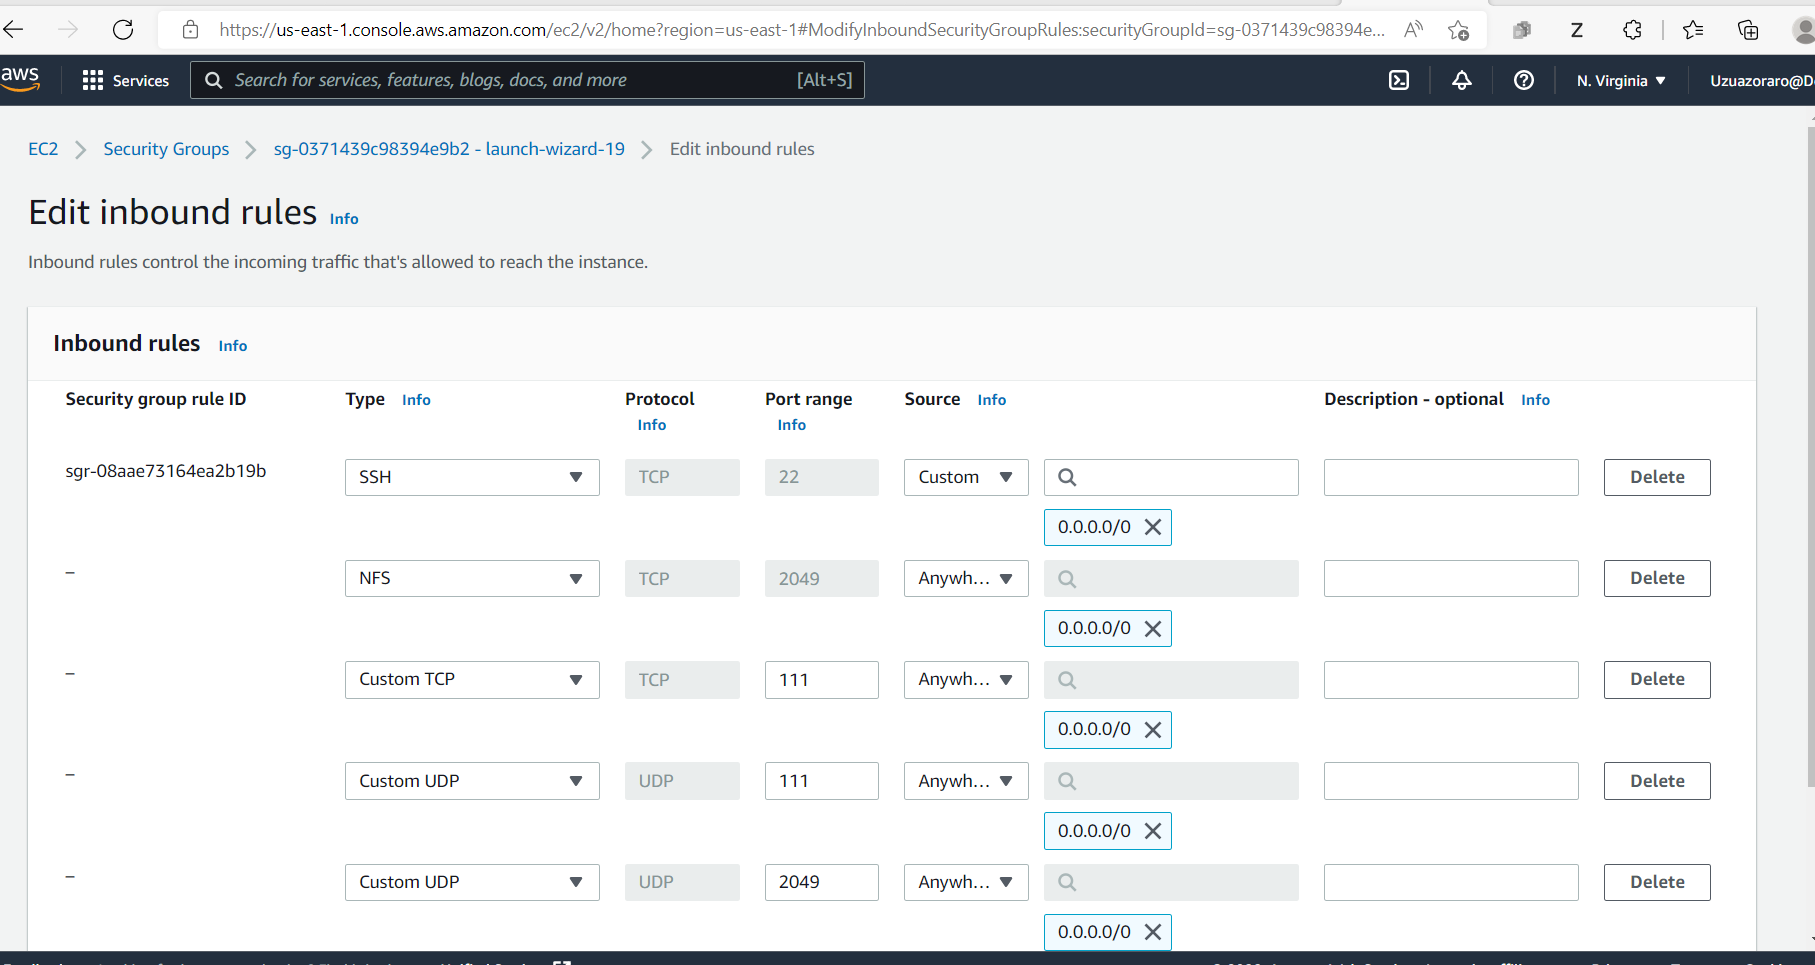 https://us-east-1.console.aws.amazon.com/ec2/v2/home?region=us-east-1#ModifyInboundSecurityGroupRules:securityGroupId=sg-0371439c98394e...
A
Z
aws
Services
Search for services, features, blogs, docs, and more [Alt+S]
N. Virginia
Uzuazoraro@D
EC2 > Security Groups > sg-0371439c98394e9b2 - launch-wizard-19 > Edit inbound rules
Edit inbound rules Info
Inbound rules control the incoming traffic that's allowed to reach the instance.
Inbound rules Info
Security group rule ID Type Info Protocol Info Port range Info Source Info Description - optional Info
sgr-08aae73164ea2b19b SSH TCP 22 Custom Delete
0.0.0.0/0
– NFS TCP 2049 Anywh... Delete
0.0.0.0/0
– Custom TCP TCP 111 Anywh... Delete
0.0.0.0/0
– Custom UDP UDP 111 Anywh... Delete
0.0.0.0/0
– Custom UDP UDP 2049 Anywh... Delete
0.0.0.0/0